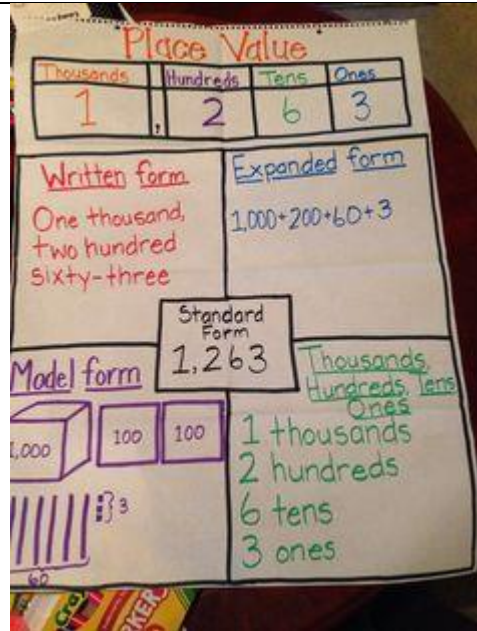 Place Value
Thousands , Hundreds Tens Ones
1 , 2 6 3
Written form
One thousand,
two hundred
sixty-three
Expanded form
1,000+200+60+3
Standard
Form
1,263
Model form
1,000 100 100
3
60
Thousands,
Hundreds, Tens
Ones
1 thousands
2 hundreds
6 tens
3 ones